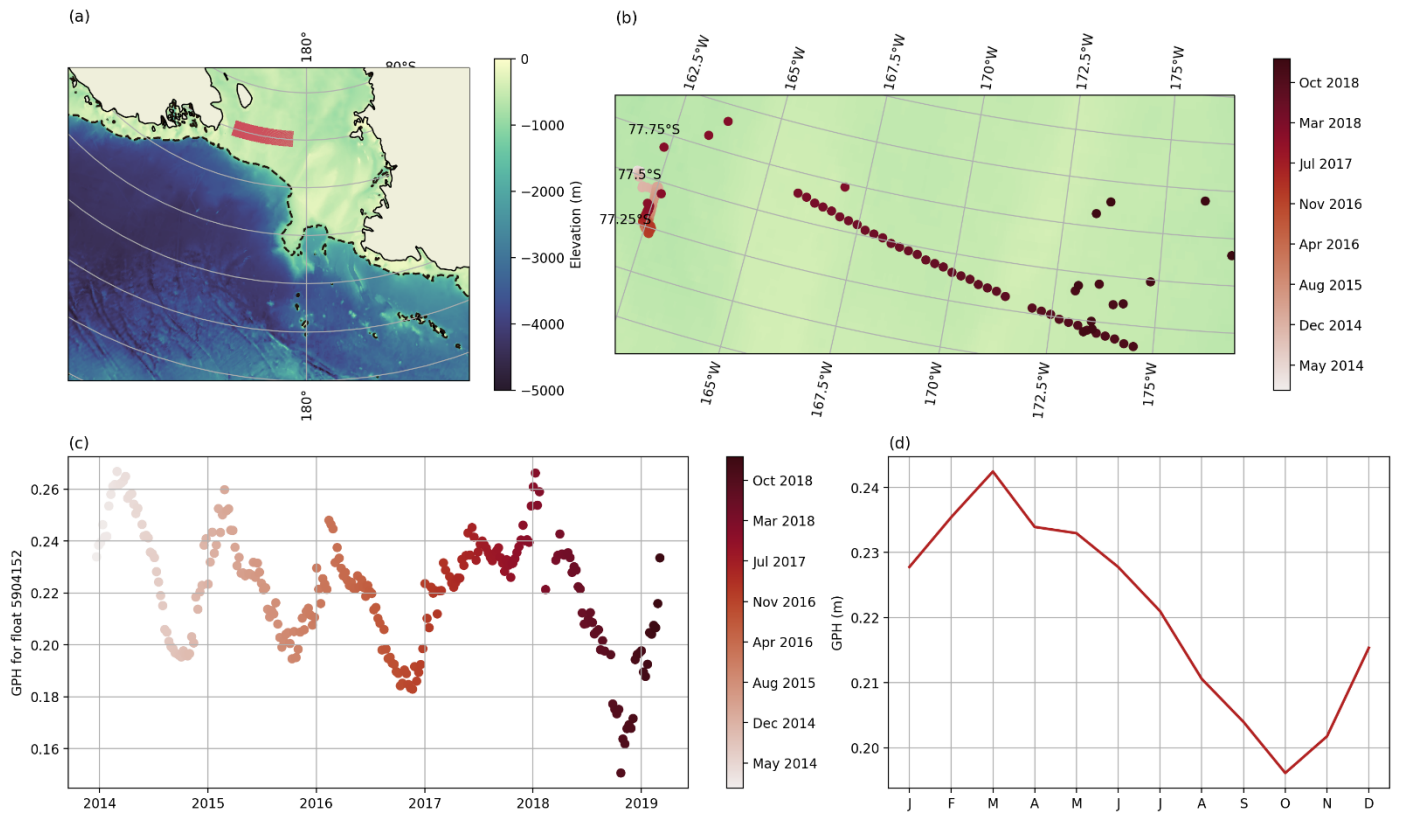 (a)
180°
80°S
180°
0
−1000
−2000
−3000
−4000
−5000
Elevation (m)
(b)
162.5°W
165°W
167.5°W
170°W
172.5°W
175°W
77.75°S
77.5°S
77.25°S
165°W
167.5°W
170°W
172.5°W
175°W
Oct 2018
Mar 2018
Jul 2017
Nov 2016
Apr 2016
Aug 2015
Dec 2014
May 2014
(c)
GPH for float 5904152
0.26
0.24
0.22
0.20
0.18
0.16
2014
2015
2016
2017
2018
2019
Oct 2018
Mar 2018
Jul 2017
Nov 2016
Apr 2016
Aug 2015
Dec 2014
May 2014
(d)
GPH (m)
0.24
0.23
0.22
0.21
0.20
J
F
M
A
M
J
J
A
S
O
N
D